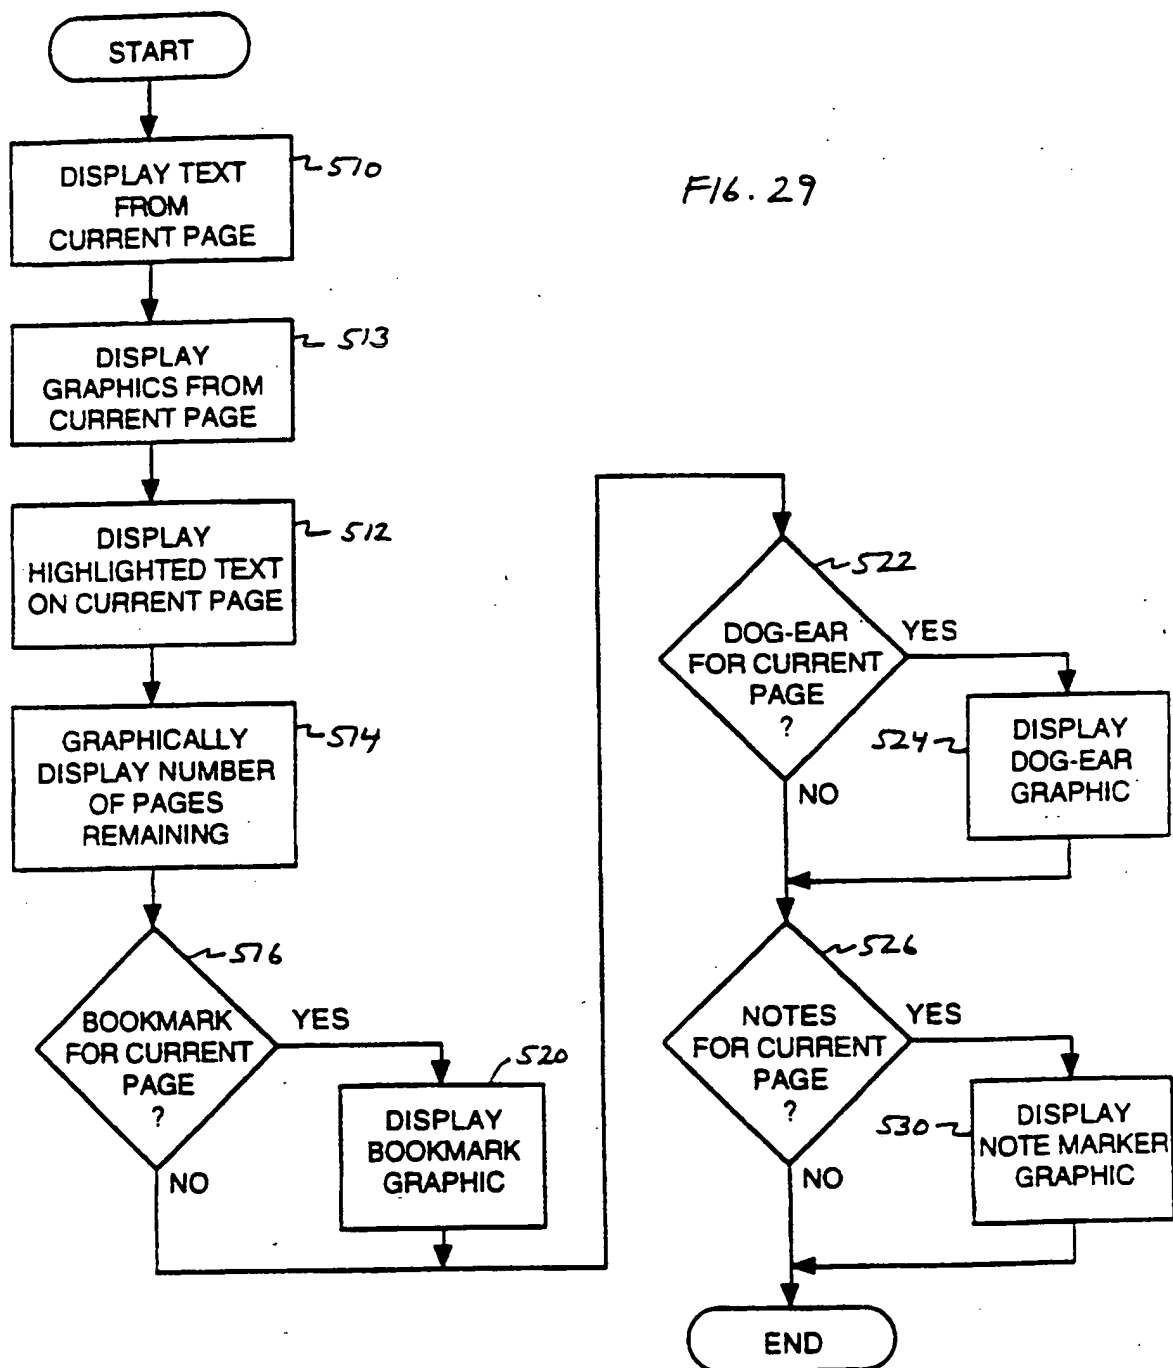 START
DISPLAY TEXT
FROM
CURRENT PAGE
510
FIG. 29
DISPLAY
GRAPHICS FROM
CURRENT PAGE
513
DISPLAY
HIGHLIGHTED TEXT
ON CURRENT PAGE
512
GRAPHICALLY
DISPLAY NUMBER
OF PAGES
REMAINING
514
516
BOOKMARK
FOR CURRENT
PAGE
?
YES
NO
520
DISPLAY
BOOKMARK
GRAPHIC
522
DOG-EAR
FOR CURRENT
PAGE
?
YES
NO
524
DISPLAY
DOG-EAR
GRAPHIC
526
NOTES
FOR CURRENT
PAGE
?
YES
NO
530
DISPLAY
NOTE MARKER
GRAPHIC
END